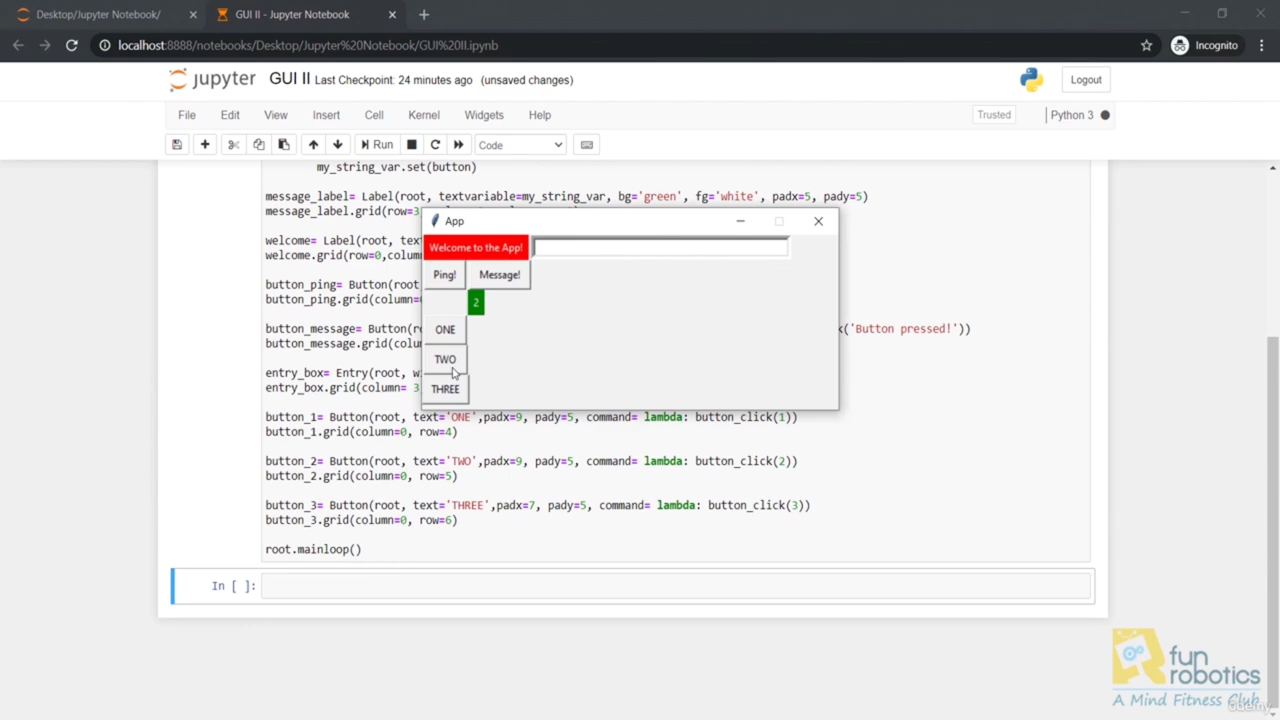 Desktop/Jupyter Notebook/
GUI II - Jupyter Notebook
localhost:8888/notebooks/Desktop/Jupyter%20Notebook/GUI%20II.ipynb
Incognito
jupyter GUI II Last Checkpoint: 24 minutes ago (unsaved changes)
Logout
File Edit View Insert Cell Kernel Widgets Help
Trusted
Python 3
Run
Code
my_string_var.set(button)
message_label= Label(root, textvariable=my_string_var, bg='green', fg='white', padx=5, pady=5)
message_label.grid(row=3
welcome= Label(root, text
welcome.grid(row=0,colu
button_ping= Button(root
button_ping.grid(column=
button_message= Button(r
k('Button pressed!'))
button_message.grid(colu
entry_box= Entry(root, w
entry_box.grid(column= 3
App
Welcome to the App!
Ping!
Message!
2
ONE
TWO
THREE
button_1= Button(root, text='ONE',padx=9, pady=5, command= lambda: button_click(1))
button_1.grid(column=0, row=4)
button_2= Button(root, text='TWO',padx=9, pady=5, command= lambda: button_click(2))
button_2.grid(column=0, row=5)
button_3= Button(root, text='THREE',padx=7, pady=5, command= lambda: button_click(3))
button_3.grid(column=0, row=6)
root.mainloop()
In [ ]:
fun
robotics
A Mind Fitness Club
udemy